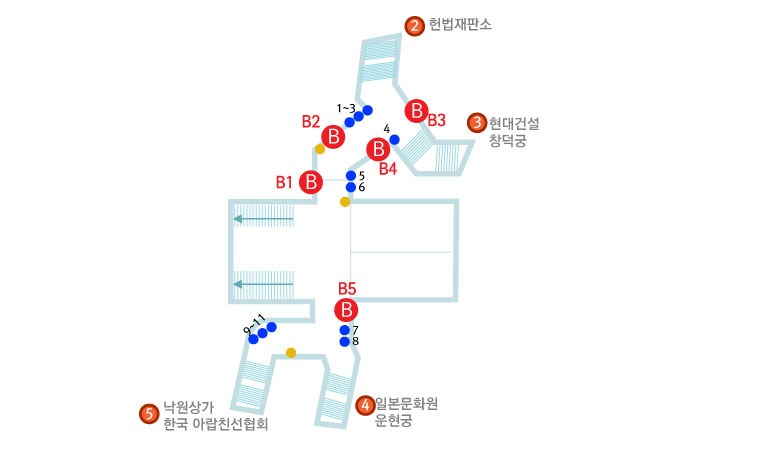 2 헌법재판소
1~3
B2 B
B B3
4
3 현대건설
창덕궁
B
B4
B1 B
5
6
B5
B
9~11
7
8
5 낙원상가
한국 아랍친선협회
4 일본문화원
운현궁